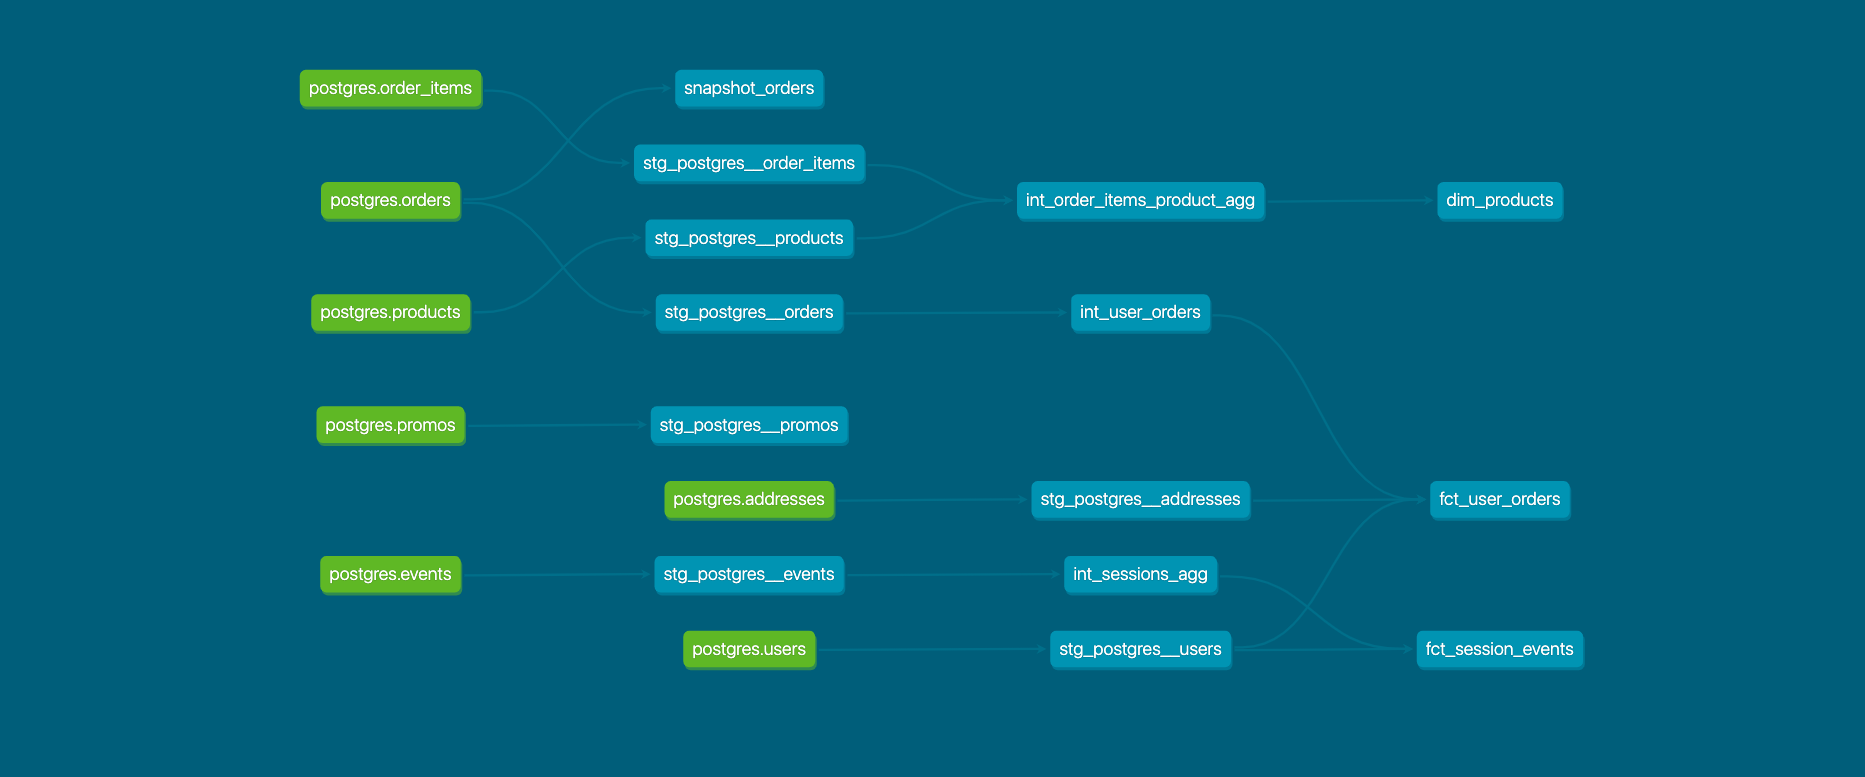 postgres.order_items
snapshot_orders
stg_postgres__order_items
postgres.orders
int_order_items_product_agg
dim_products
stg_postgres__products
postgres.products
stg_postgres__orders
int_user_orders
postgres.promos
stg_postgres__promos
postgres.addresses
stg_postgres__addresses
fct_user_orders
postgres.events
stg_postgres__events
int_sessions_agg
postgres.users
stg_postgres__users
fct_session_events